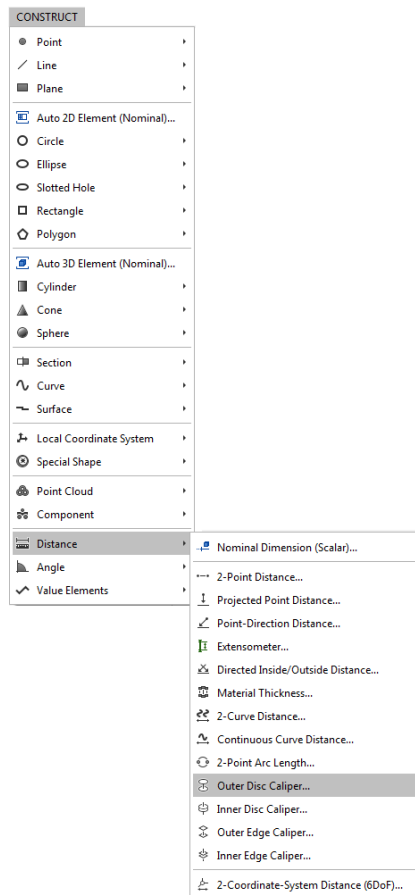 CONSTRUCT
Point
Line
Plane
Auto 2D Element (Nominal)...
Circle
Ellipse
Slotted Hole
Rectangle
Polygon
Auto 3D Element (Nominal)...
Cylinder
Cone
Sphere
Section
Curve
Surface
Local Coordinate System
Special Shape
Point Cloud
Component
Distance
Angle
Value Elements
Nominal Dimension (Scalar)...
2-Point Distance...
Projected Point Distance...
Point-Direction Distance...
Extensometer...
Directed Inside/Outside Distance...
Material Thickness...
2-Curve Distance...
Continuous Curve Distance...
2-Point Arc Length...
Outer Disc Caliper...
Inner Disc Caliper...
Outer Edge Caliper...
Inner Edge Caliper...
2-Coordinate-System Distance (6DoF)...